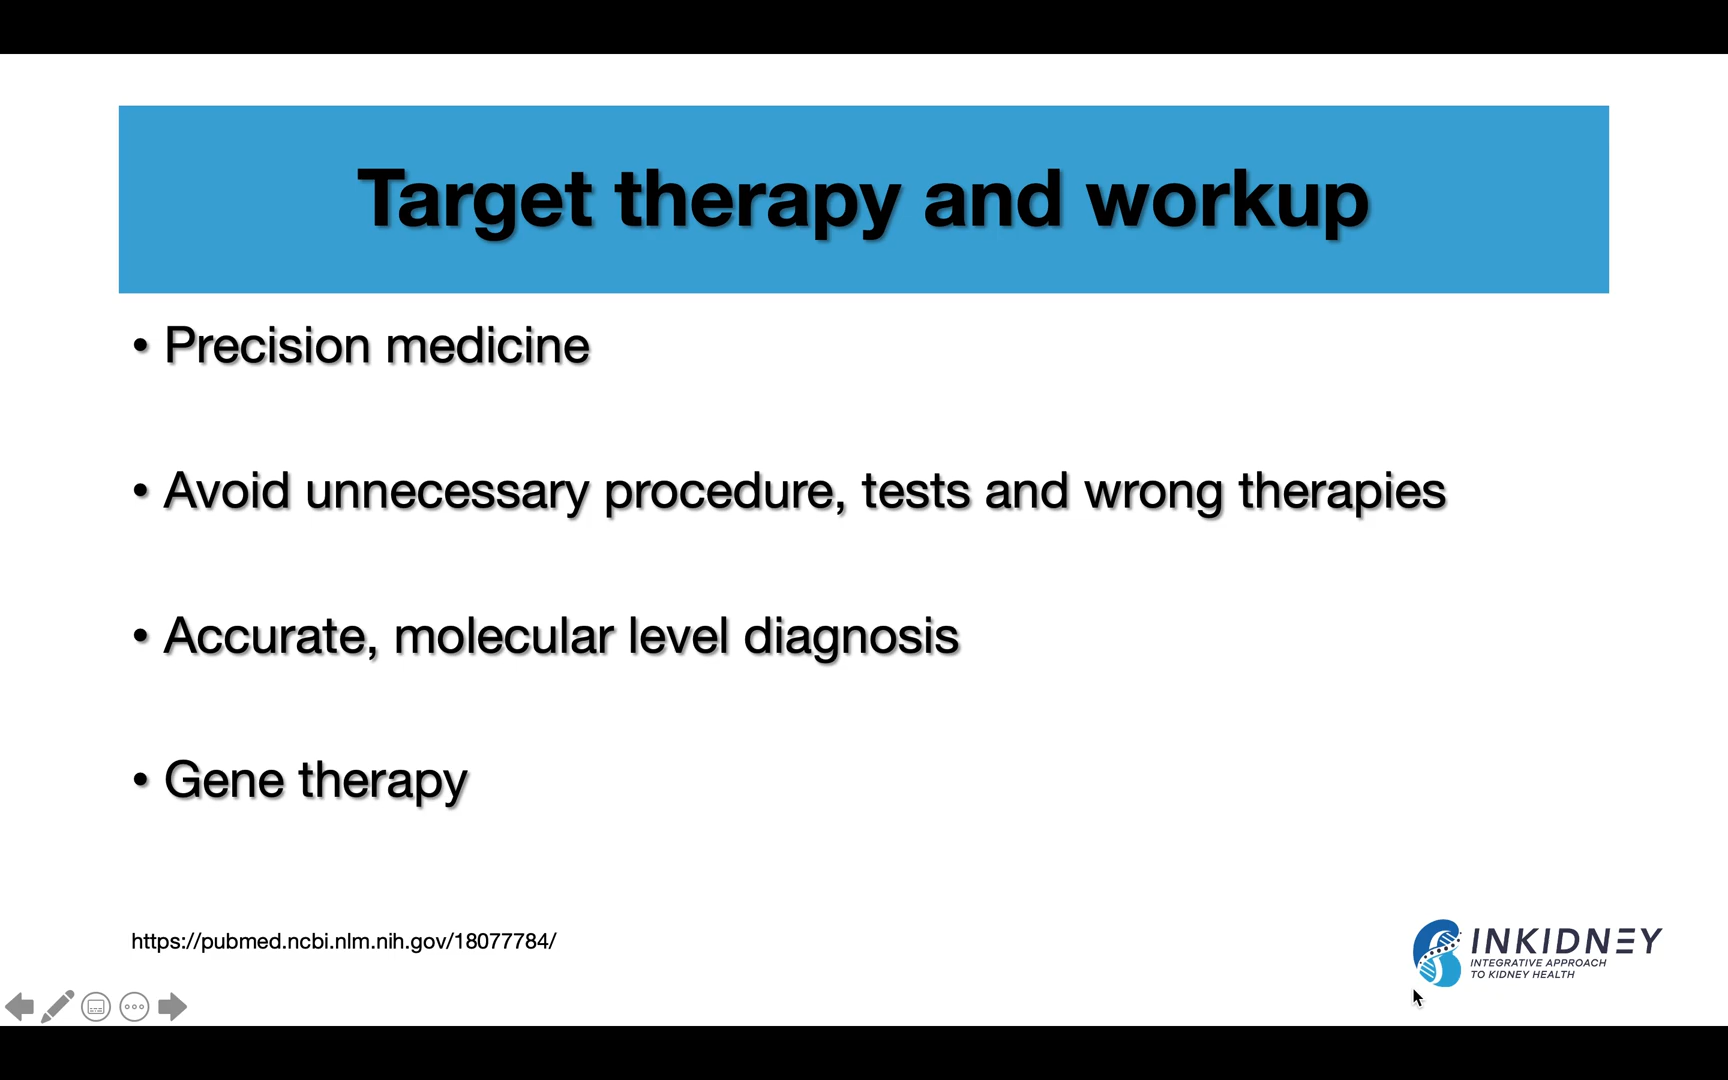 Target therapy and workup
• Precision medicine
• Avoid unnecessary procedure, tests and wrong therapies
• Accurate, molecular level diagnosis
• Gene therapy
https://pubmed.ncbi.nlm.nih.gov/18077784/
INKIDNEY
INTEGRATIVE APPROACH
TO KIDNEY HEALTH